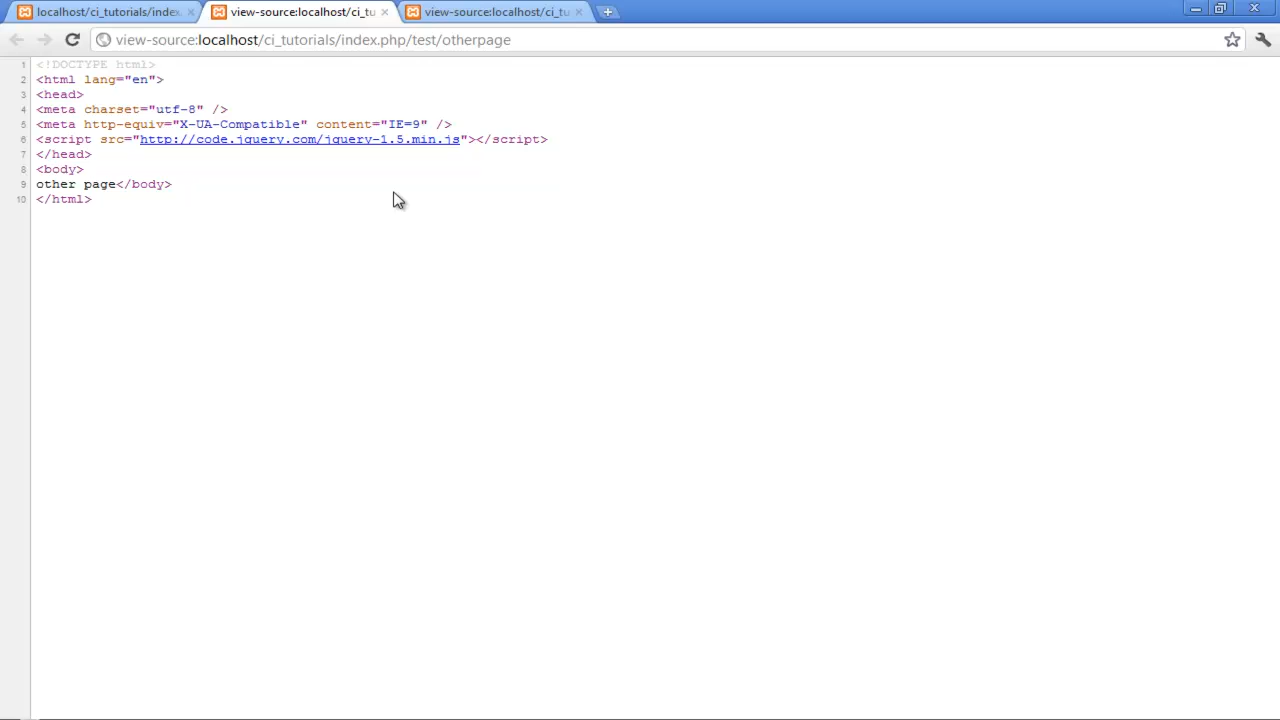 localhost/ci_tutorials/index.
view-source:localhost/ci_tu
view-source:localhost/ci_tu
view-source:localhost/ci_tutorials/index.php/test/otherpage
1 <!DOCTYPE html>
2 <html lang="en">
3 <head>
4 <meta charset="utf-8" />
5 <meta http-equiv="X-UA-Compatible" content="IE=9" />
6 <script src="http://code.jquery.com/jquery-1.5.min.js"></script>
7 </head>
8 <body>
9 other page</body>
10 </html>